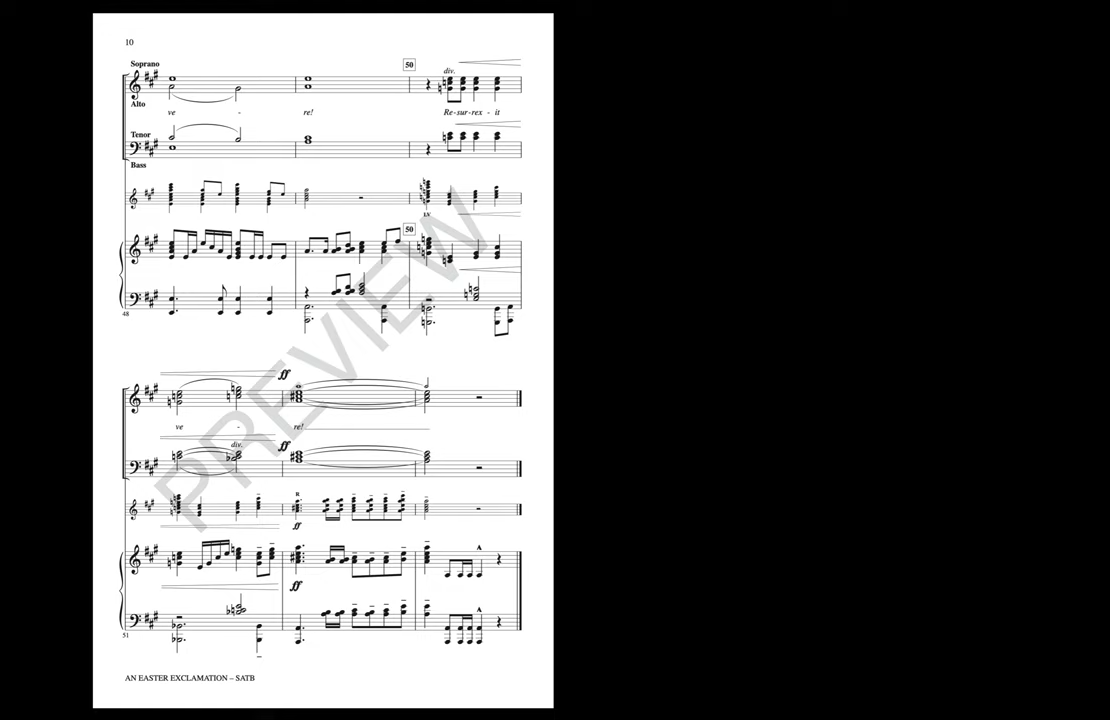 10
Soprano
50
div.
Alto
ve - re! Re-sur-rex - it
Tenor
Bass
LV
50
48
PREVIEW
ff
ve - re!
div.
ff
R
ff
ff
51
AN EASTER EXCLAMATION – SATB